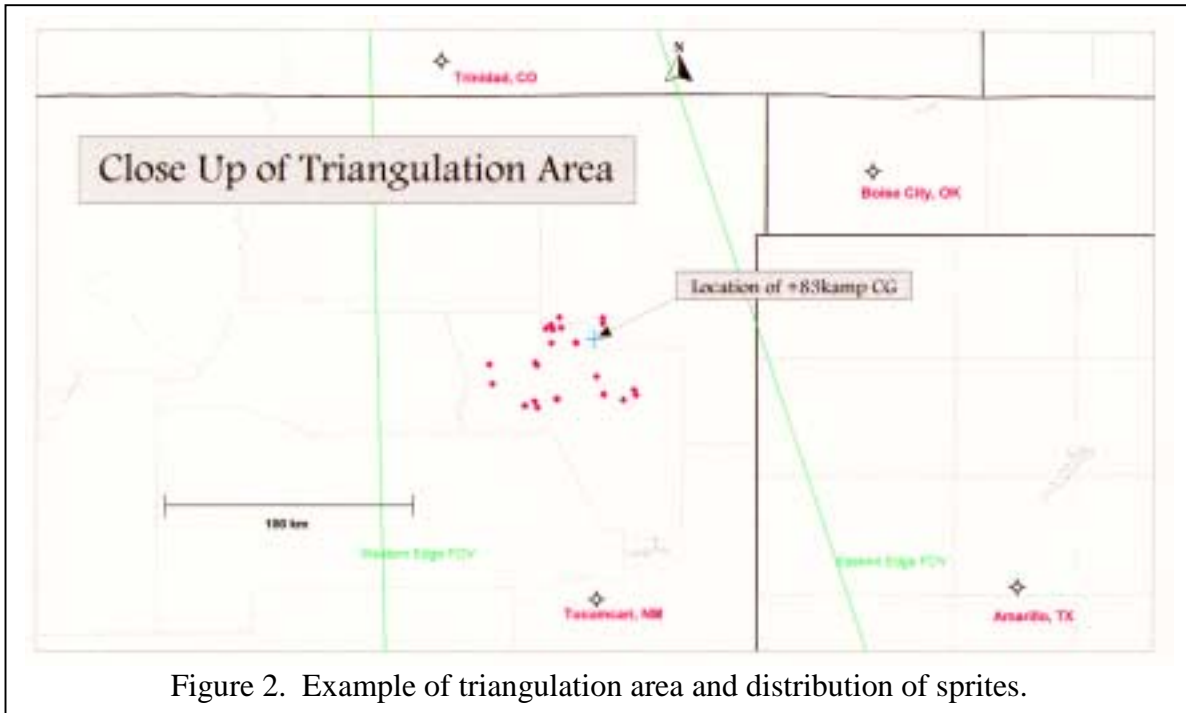 N
Trinidad, CO
Close Up of Triangulation Area
Boise City, OK
Location of +83kamp CG
100 km
Western Edge FOV
Eastern Edge FOV
Tucumcari, NM
Amarillo, TX
Figure 2. Example of triangulation area and distribution of sprites.